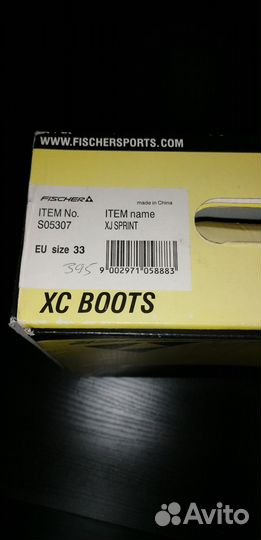 WWW.FISCHERSPORTS.COM
FISCHER
made in China
ITEM No. ITEM name
S05307 XJ SPRINT
EU size 33
395
9 002971 058883
XC BOOTS
Avito